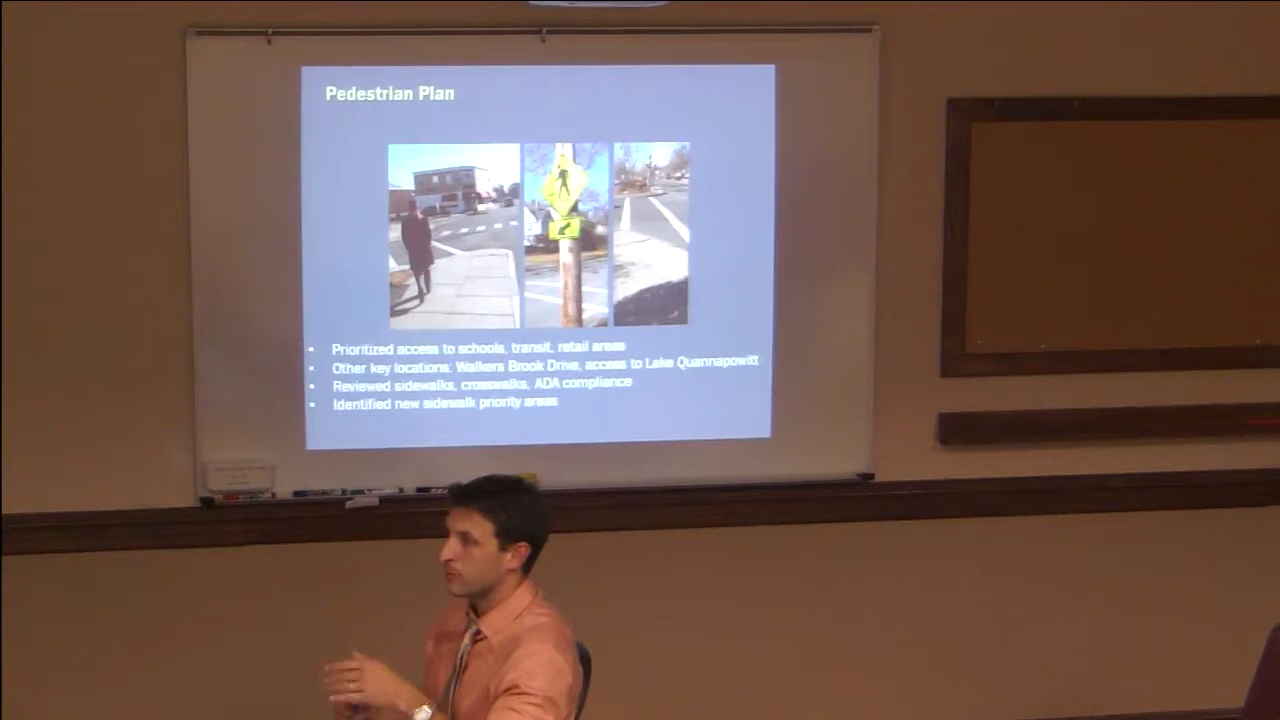 Pedestrian Plan
• Prioritized access to schools, transit, retail areas
• Other key locations: Walkers Brook Drive, access to Lake Quannapowitt
• Reviewed sidewalks, crosswalks, ADA compliance
• Identified new sidewalk priority areas